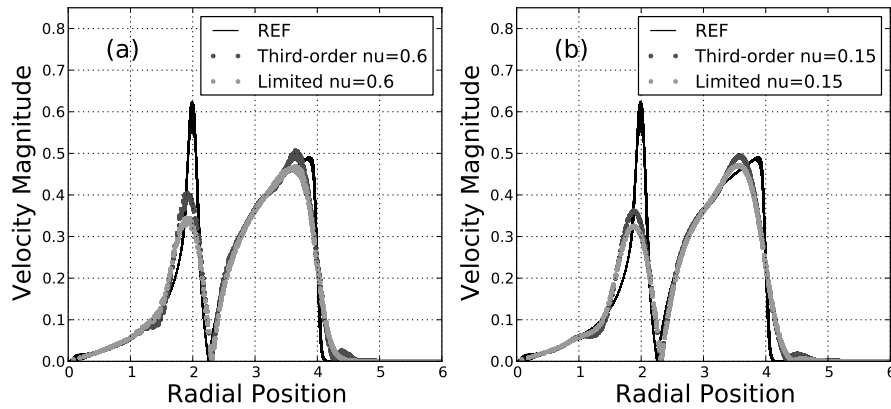 (a)
REF
Third-order nu=0.6
Limited nu=0.6
Velocity Magnitude
0.8
0.7
0.6
0.5
0.4
0.3
0.2
0.1
0.0
0 1 2 3 4 5 6
Radial Position
(b)
REF
Third-order nu=0.15
Limited nu=0.15
Velocity Magnitude
0.8
0.7
0.6
0.5
0.4
0.3
0.2
0.1
0.0
0 1 2 3 4 5 6
Radial Position